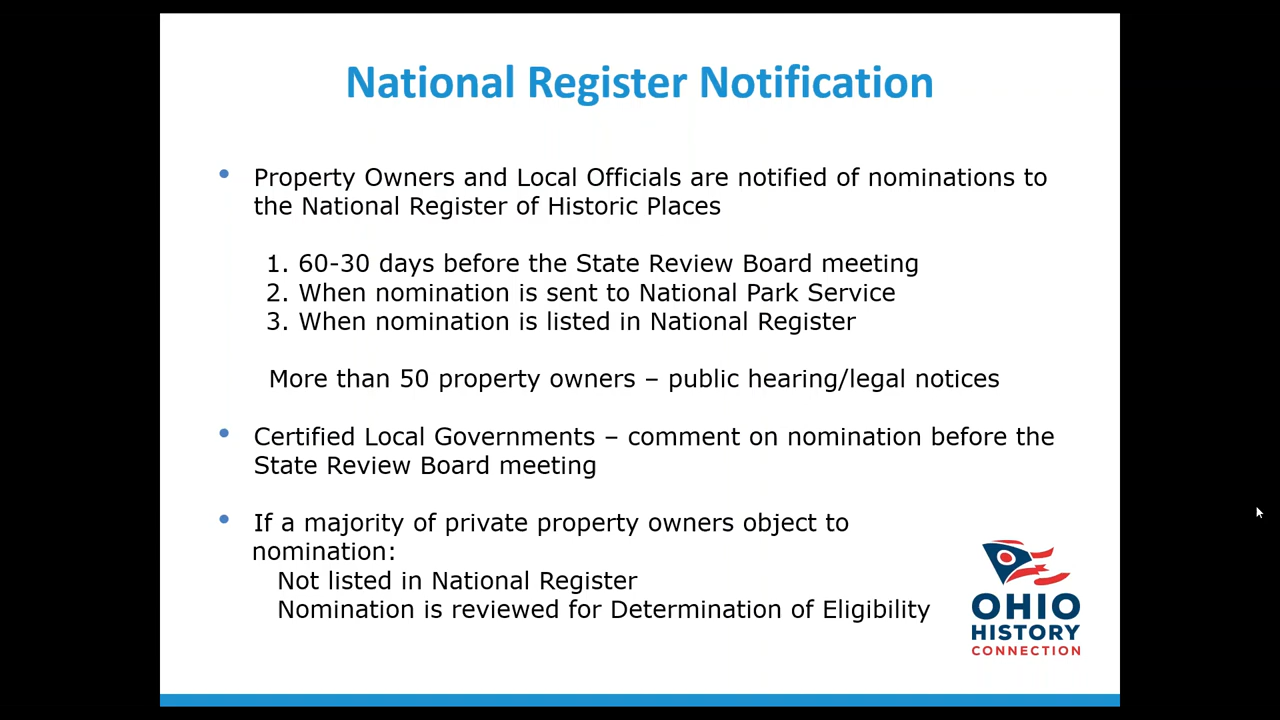 National Register Notification
• Property Owners and Local Officials are notified of nominations to
the National Register of Historic Places
1. 60-30 days before the State Review Board meeting
2. When nomination is sent to National Park Service
3. When nomination is listed in National Register
More than 50 property owners – public hearing/legal notices
• Certified Local Governments – comment on nomination before the
State Review Board meeting
• If a majority of private property owners object to
nomination:
Not listed in National Register
Nomination is reviewed for Determination of Eligibility
OHIO
HISTORY
CONNECTION